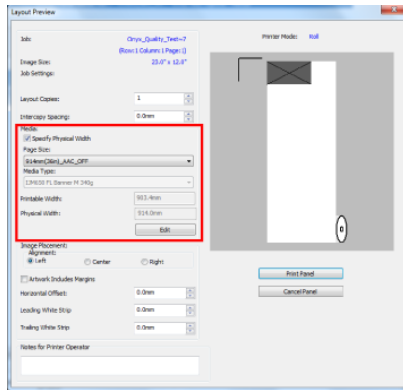 Layout Preview
Job: Onyx_Quality_Test~7
(Row:1 Column:1 Page:1)
Image Size: 23.0" x 12.6"
Job Settings:
Layout Copies: 1
Intercopy Spacing: 0.0mm
Media:
Specify Physical Width
Page Size:
914mm(36in)_AAC_OFF
Media Type:
Banner M 340g
Printable Width: 903.4mm
Physical Width: 914.0mm
Edit
Image Placement:
Alignment:
Left Center Right
Artwork Includes Margins
Horizontal Offset: 0.0mm
Leading White Strip 0.0mm
Trailing White Strip 0.0mm
Notes for Printer Operator
Printer Mode: Roll
Print Panel
Cancel Panel